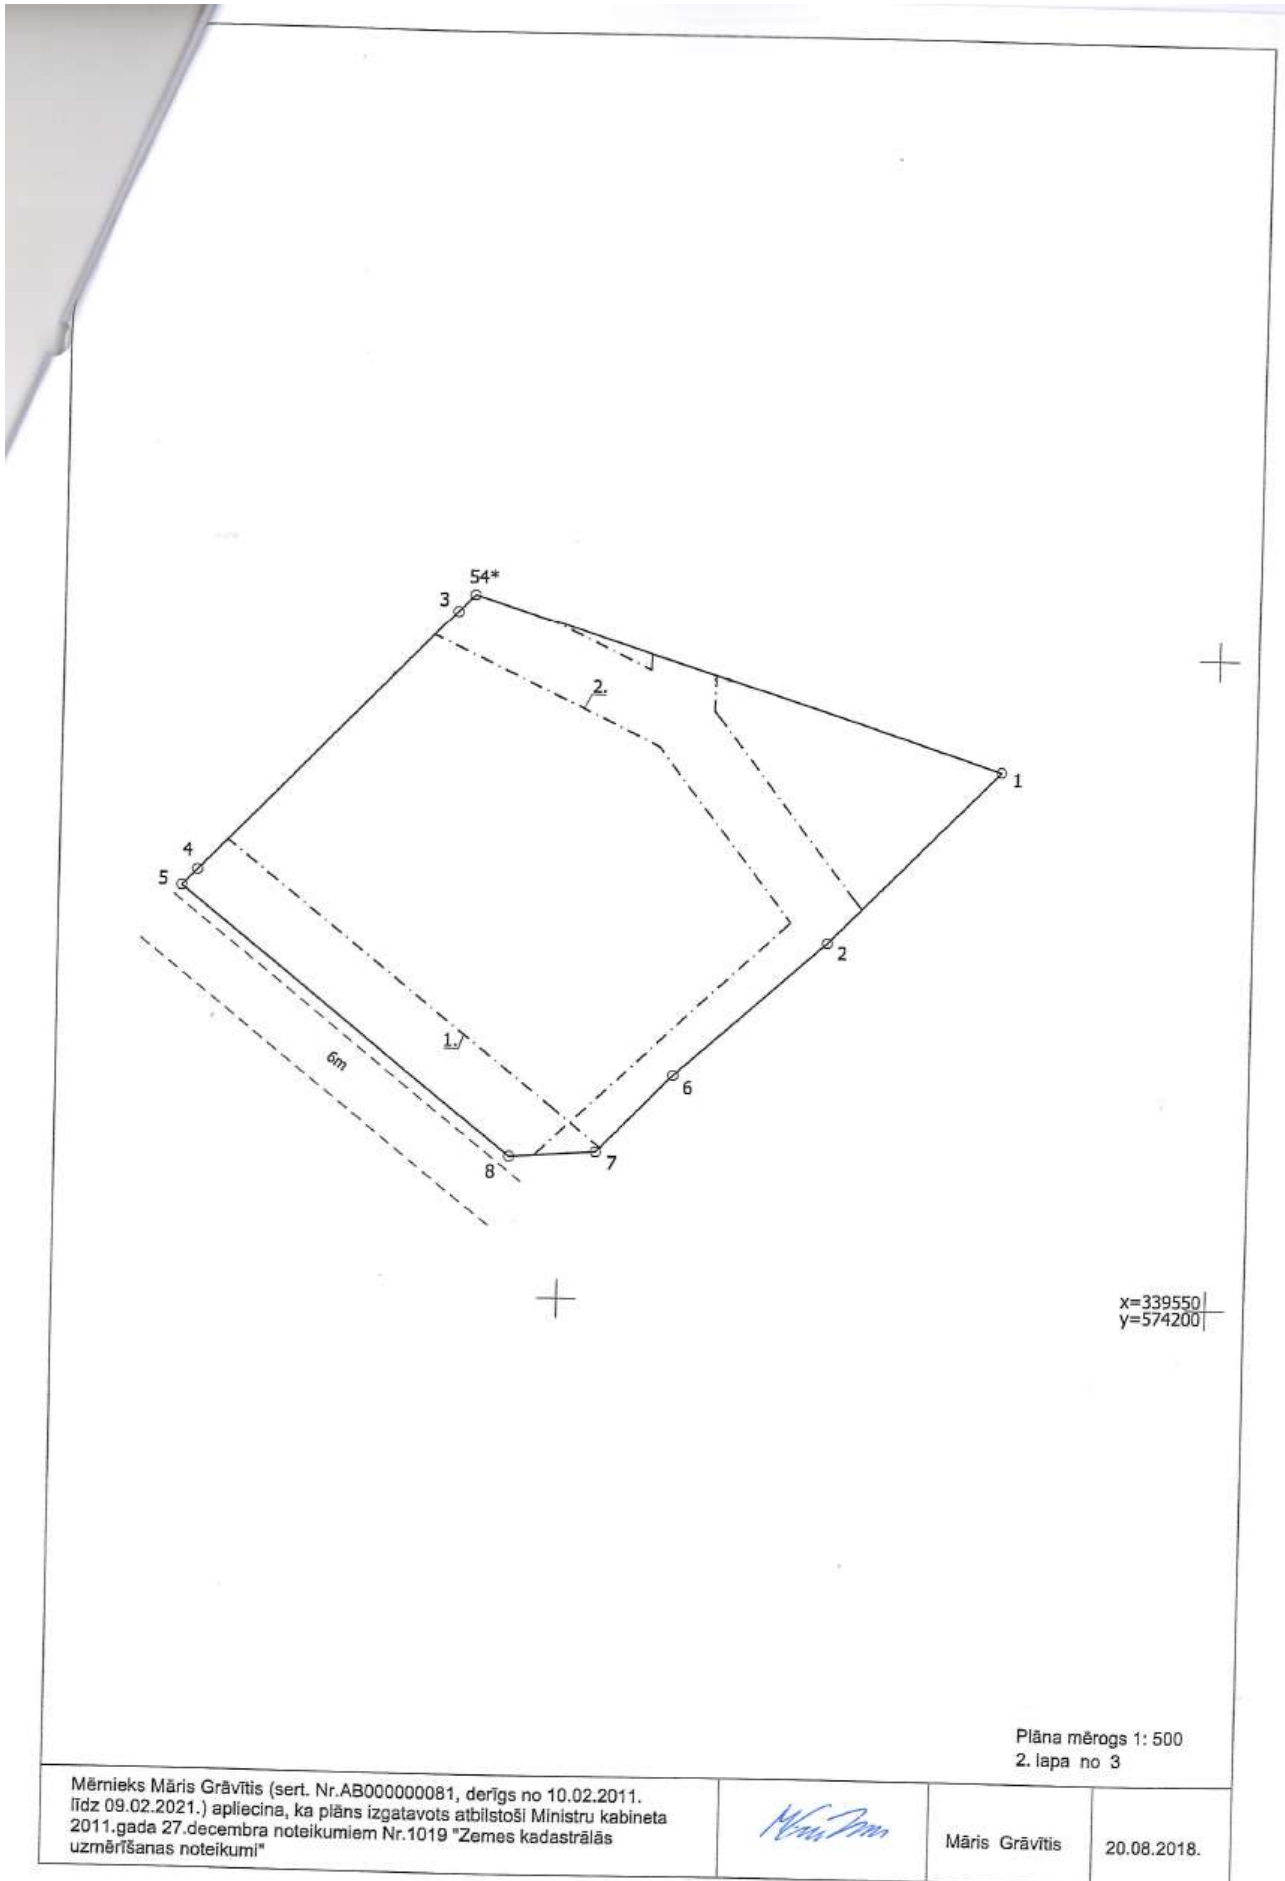 54*
3
2.
1
4
5
2
1.
6m
6
7
8
x=339550
y=574200
Plāna mērogs 1: 500
2. lapa no 3
Mērnieks Māris Grāvītis (sert. Nr.AB000000081, derīgs no 10.02.2011.
līdz 09.02.2021.) apliecina, ka plāns izgatavots atbilstoši Ministru kabineta
2011.gada 27.decembra noteikumiem Nr.1019 "Zemes kadastrālās
uzmērīšanas noteikumi"
Māris Grāvītis
20.08.2018.